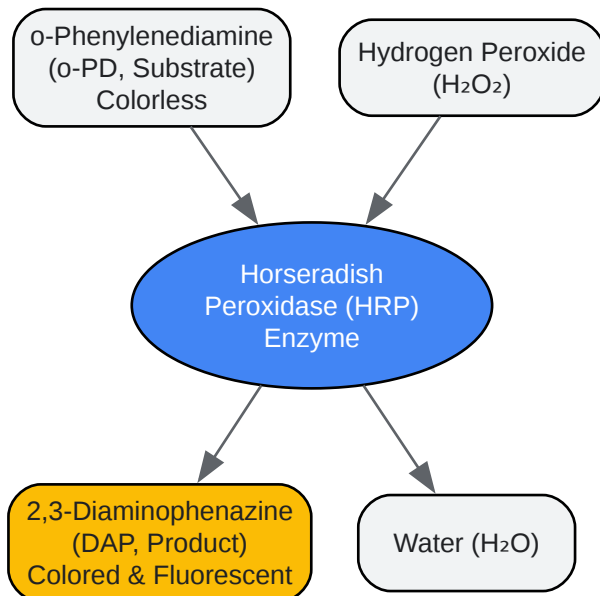 o-Phenylenediamine
(o-PD, Substrate)
Colorless
Hydrogen Peroxide
(H₂O₂)
Horseradish
Peroxidase (HRP)
Enzyme
2,3-Diaminophenazine
(DAP, Product)
Colored & Fluorescent
Water (H₂O)